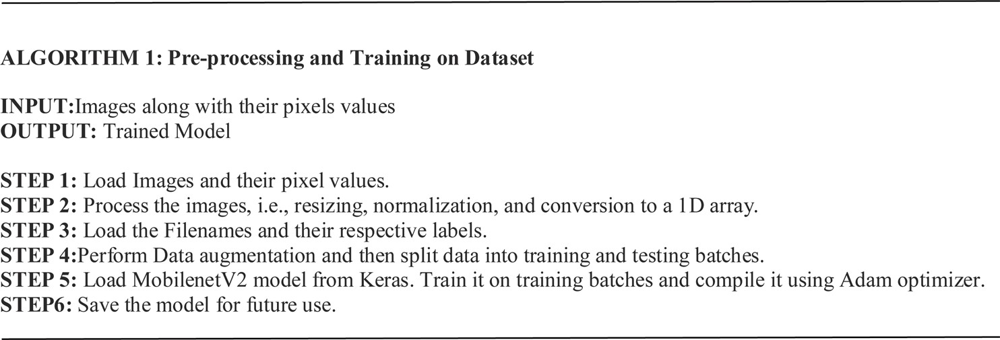 ALGORITHM 1: Pre-processing and Training on Dataset
INPUT:Images along with their pixels values
OUTPUT: Trained Model
STEP 1: Load Images and their pixel values.
STEP 2: Process the images, i.e., resizing, normalization, and conversion to a 1D array.
STEP 3: Load the Filenames and their respective labels.
STEP 4:Perform Data augmentation and then split data into training and testing batches.
STEP 5: Load MobilenetV2 model from Keras. Train it on training batches and compile it using Adam optimizer.
STEP6: Save the model for future use.